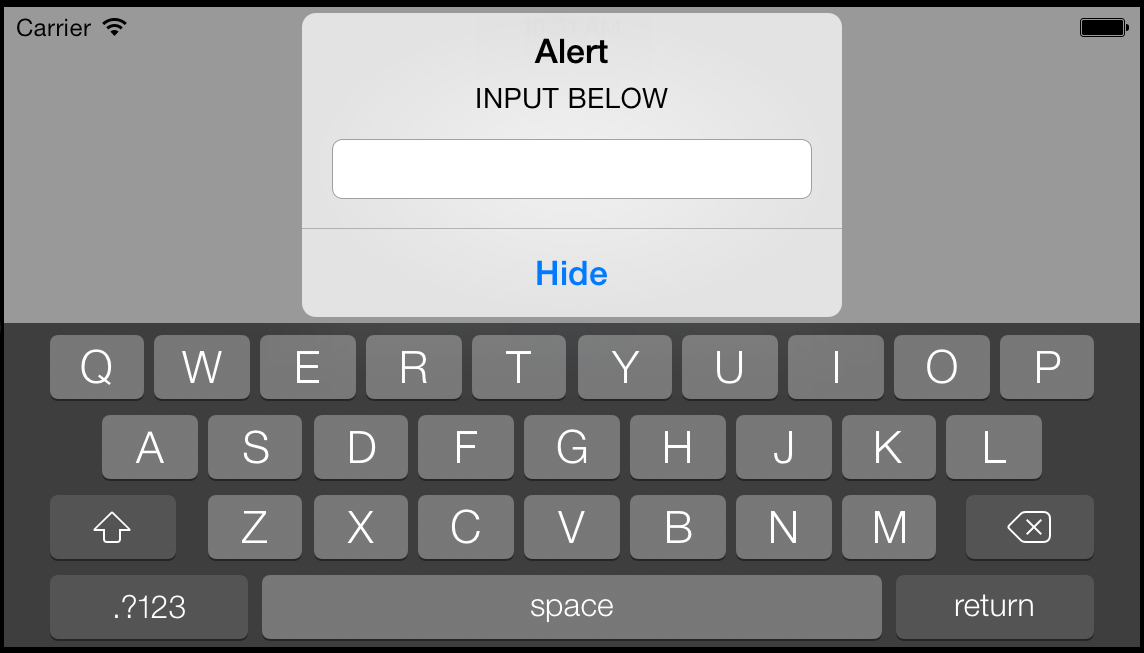 Carrier
Alert
INPUT BELOW
Hide
Q W E R T Y U I O P
A S D F G H J K L
Z X C V B N M
.?123 space return